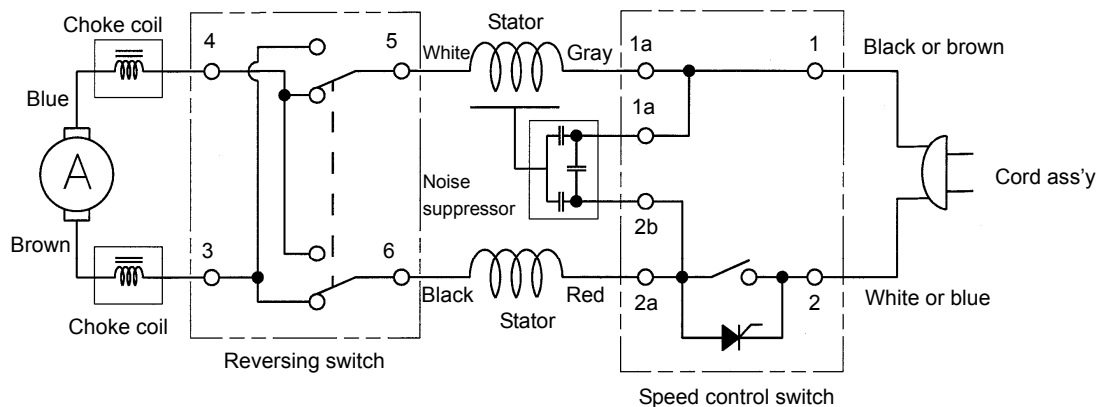 Choke coil
4
5
Stator
White
Gray
1a
1
Black or brown
Blue
1a
A
Cord ass'y
Noise
suppressor
Brown
3
6
2b
Black
Red
2a
2
White or blue
Choke coil
Stator
Reversing switch
Speed control switch